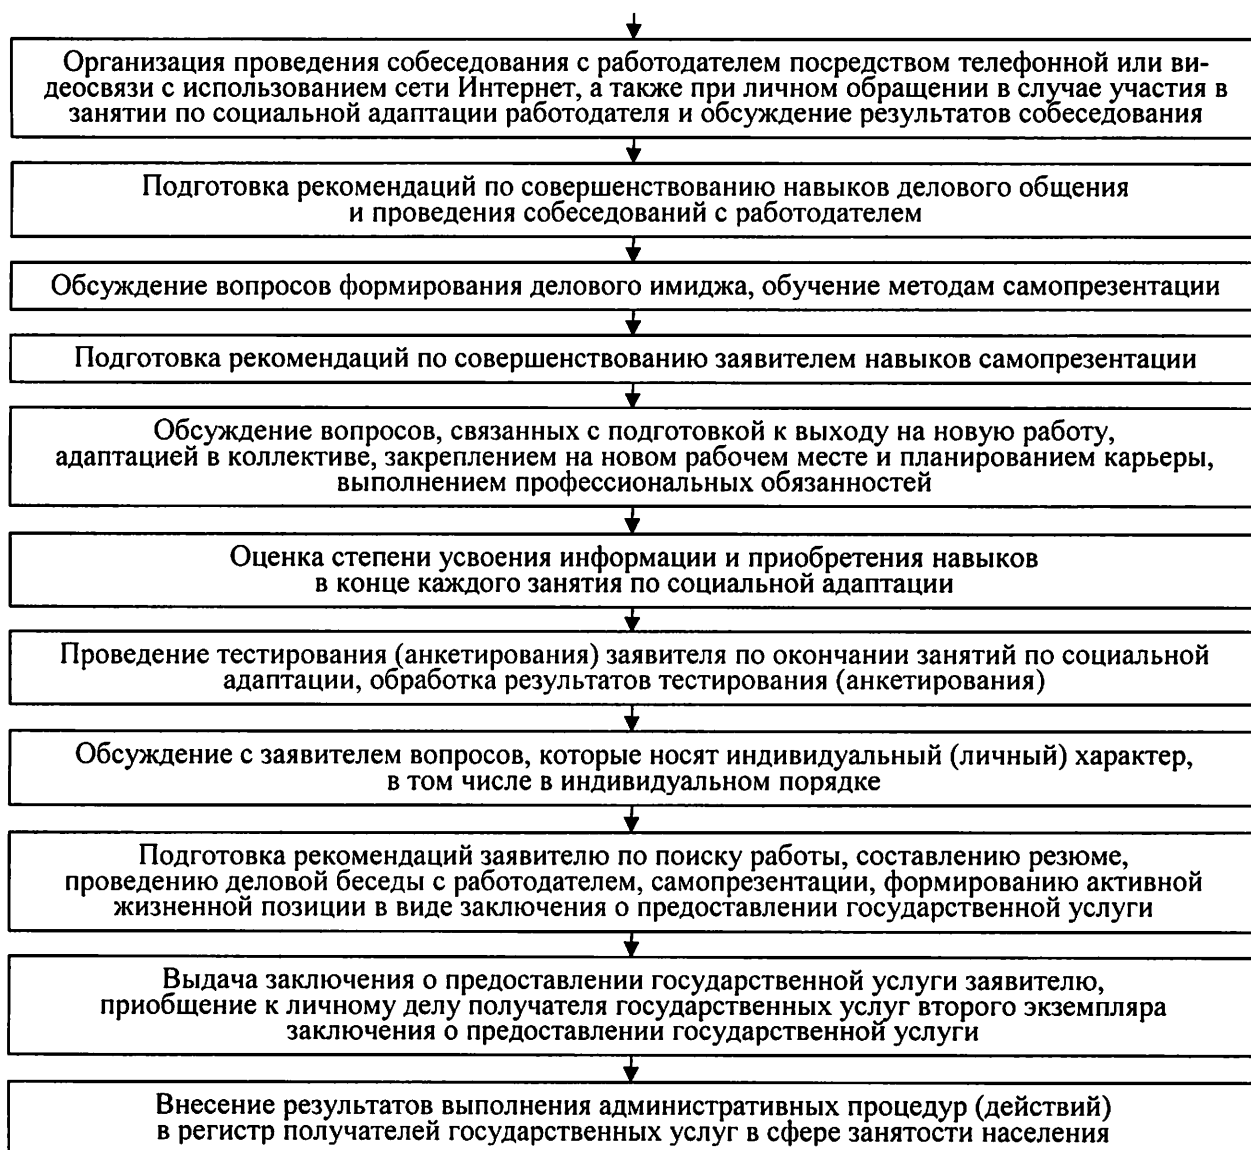 Организация проведения собеседования с работодателем посредством телефонной или ви-
деосвязи с использованием сети Интернет, а также при личном обращении в случае участия в
занятии по социальной адаптации работодателя и обсуждение результатов собеседования
Подготовка рекомендаций по совершенствованию навыков делового общения
и проведения собеседований с работодателем
Обсуждение вопросов формирования делового имиджа, обучение методам самопрезентации
Подготовка рекомендаций по совершенствованию заявителем навыков самопрезентации
Обсуждение вопросов, связанных с подготовкой к выходу на новую работу,
адаптацией в коллективе, закреплением на новом рабочем месте и планированием карьеры,
выполнением профессиональных обязанностей
Оценка степени усвоения информации и приобретения навыков
в конце каждого занятия по социальной адаптации
Проведение тестирования (анкетирования) заявителя по окончании занятий по социальной
адаптации, обработка результатов тестирования (анкетирования)
Обсуждение с заявителем вопросов, которые носят индивидуальный (личный) характер,
в том числе в индивидуальном порядке
Подготовка рекомендаций заявителю по поиску работы, составлению резюме,
проведению деловой беседы с работодателем, самопрезентации, формированию активной
жизненной позиции в виде заключения о предоставлении государственной услуги
Выдача заключения о предоставлении государственной услуги заявителю,
приобщение к личному делу получателя государственных услуг второго экземпляра
заключения о предоставлении государственной услуги
Внесение результатов выполнения административных процедур (действий)
в регистр получателей государственных услуг в сфере занятости населения